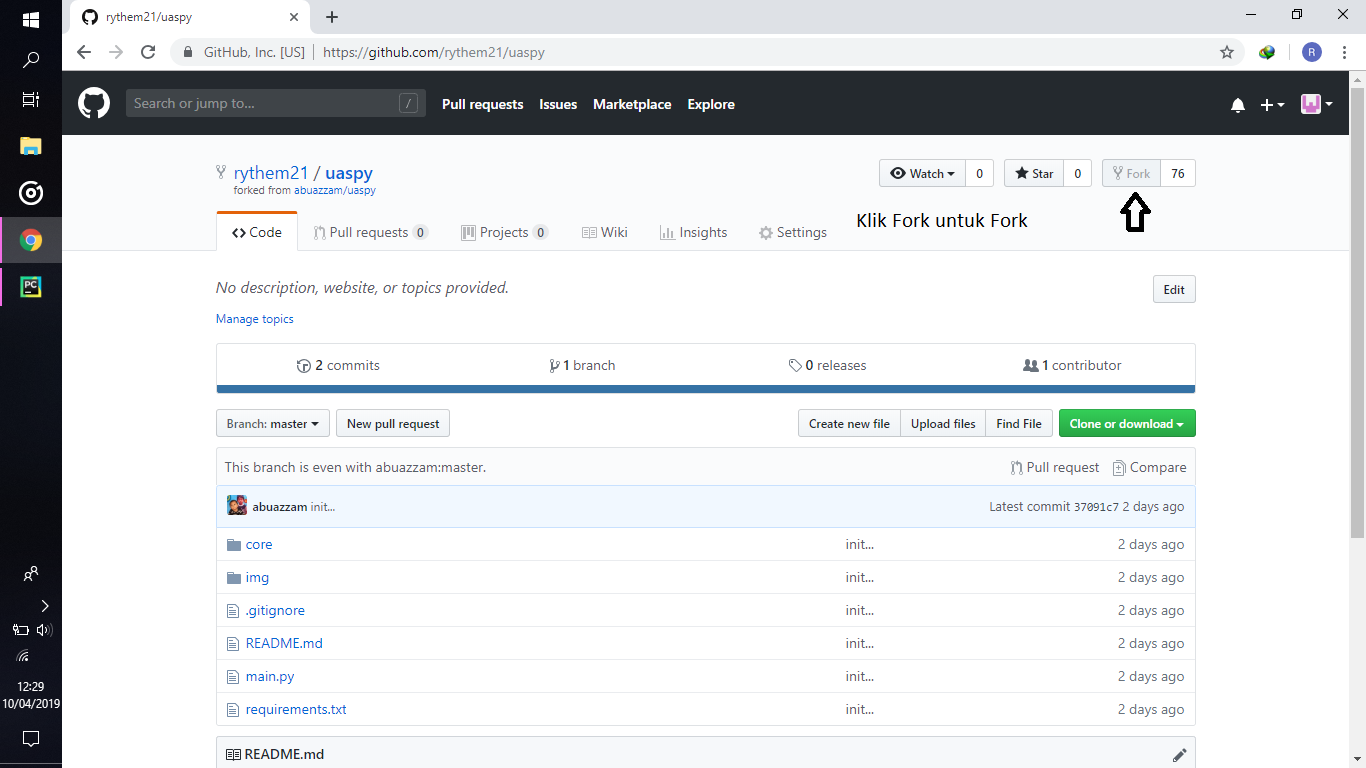 rythem21/uaspy
GitHub, Inc. [US] | https://github.com/rythem21/uaspy
R
Search or jump to...
/
Pull requests Issues Marketplace Explore
rythem21 / uaspy
forked from abuazzam/uaspy
Watch 0 Star 0 Fork 76
Klik Fork untuk Fork
Code Pull requests 0 Projects 0 Wiki Insights Settings
No description, website, or topics provided.
Edit
Manage topics
2 commits 1 branch 0 releases 1 contributor
Branch: master New pull request Create new file Upload files Find File Clone or download
This branch is even with abuazzam:master. Pull request Compare
abuazzam init... Latest commit 37091c7 2 days ago
core init... 2 days ago
img init... 2 days ago
.gitignore init... 2 days ago
README.md init... 2 days ago
main.py init... 2 days ago
requirements.txt init... 2 days ago
README.md
PC
12:29
10/04/2019